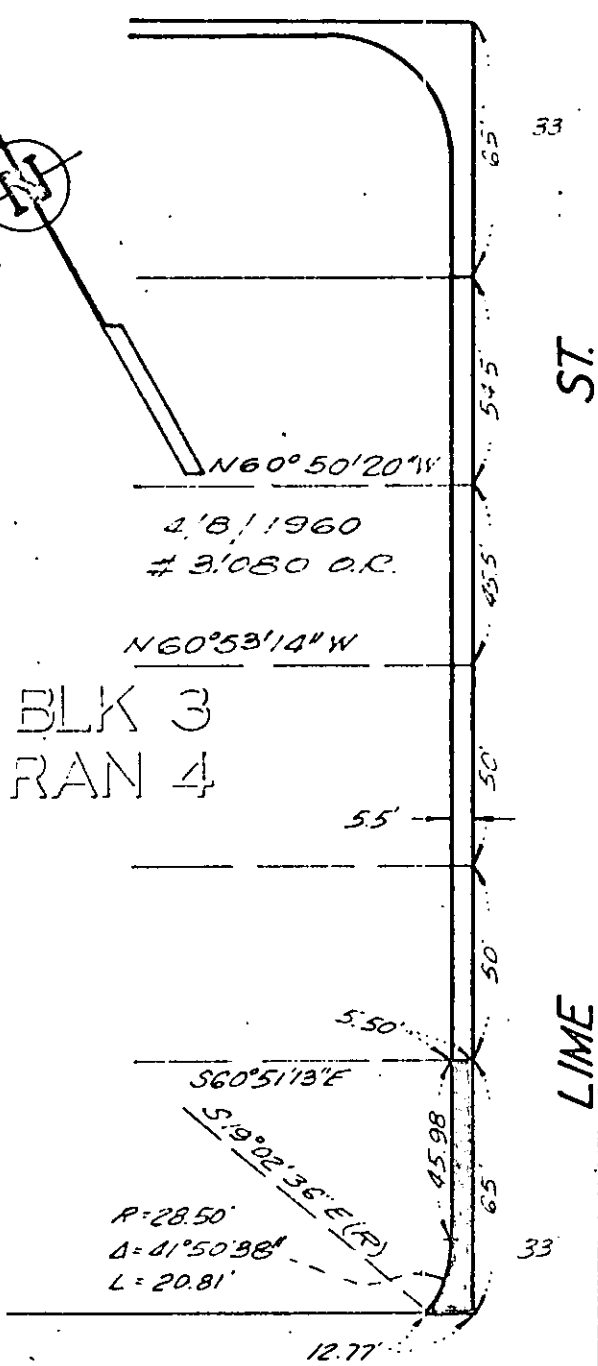 33
65'
ST.
54.5
N60°50'20"W
4/8/1960
# 31080 O.R.
45.5'
N60°53'14"W
BLK 3
RAN 4
50'
5.5'
50'
5.50'
LIME
S60°51'13"E
S19°02'36"E(R)
45.98
65'
R=28.50'
Δ=41°50'38"
L=20.81'
33
12.77'